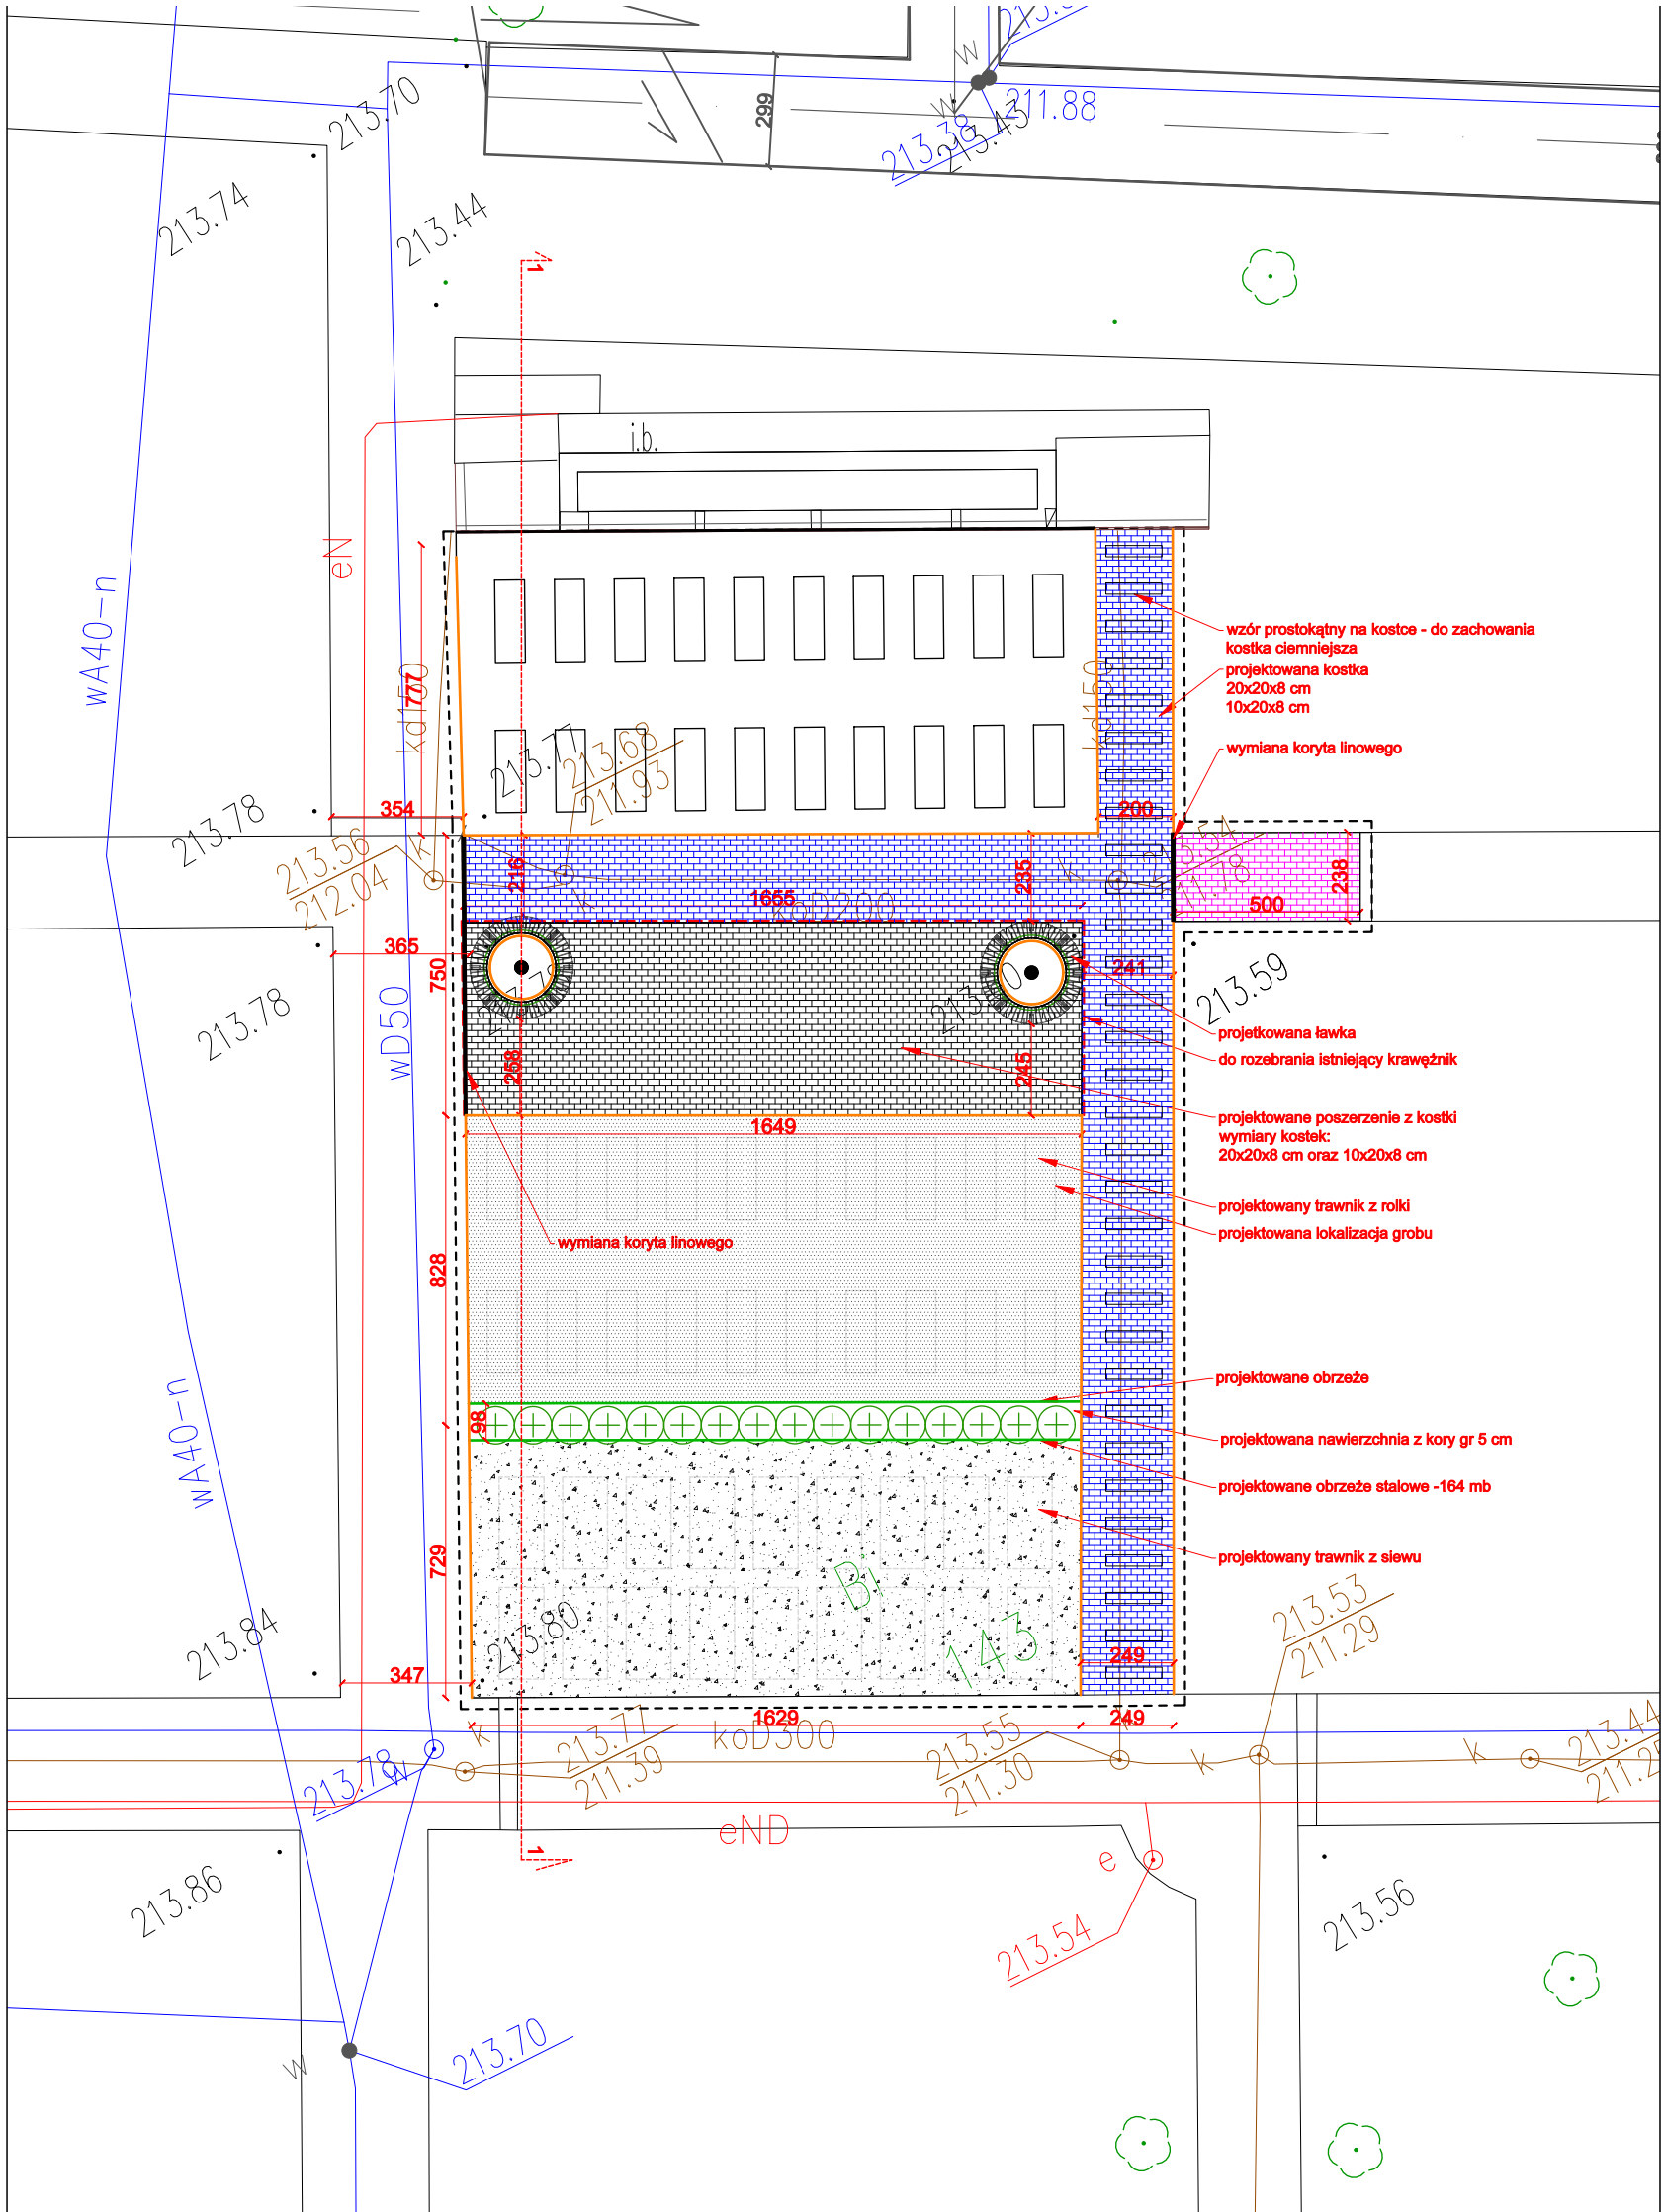 213.70
299
w
w
211.88
213.38
213.43
213.74
213.44
1
i.b.
eN
wA40-n
kd150
777
kd150
wzór prostokątny na kostce - do zachowania
kostka ciemniejsza
projektowana kostka
20x20x8 cm
10x20x8 cm
wymiana koryta linowego
213.77
213.68
211.93
354
200
213.78
213.56
212.04
k
216
235
k
238
1655
koD200
500
365
750
241
213.59
213.78
wD50
258
245
projetkowana ławka
do rozebrania istniejący krawężnik
projektowane poszerzenie z kostki
wymiary kostek:
20x20x8 cm oraz 10x20x8 cm
1649
projektowany trawnik z rolki
projektowana lokalizacja grobu
wymiana koryta linowego
828
projektowane obrzeże
98
projektowana nawierzchnia z kory gr 5 cm
wA40-n
projektowane obrzeże stalowe -164 mb
729
projektowany trawnik z siewu
Bi
143
213.84
213.80
213.53
211.29
347
249
1629
249
k
213.77
211.39
koD300
213.55
211.30
k
k
213.44
213.78
w
eND
1
e
213.86
213.56
213.54
213.70
w